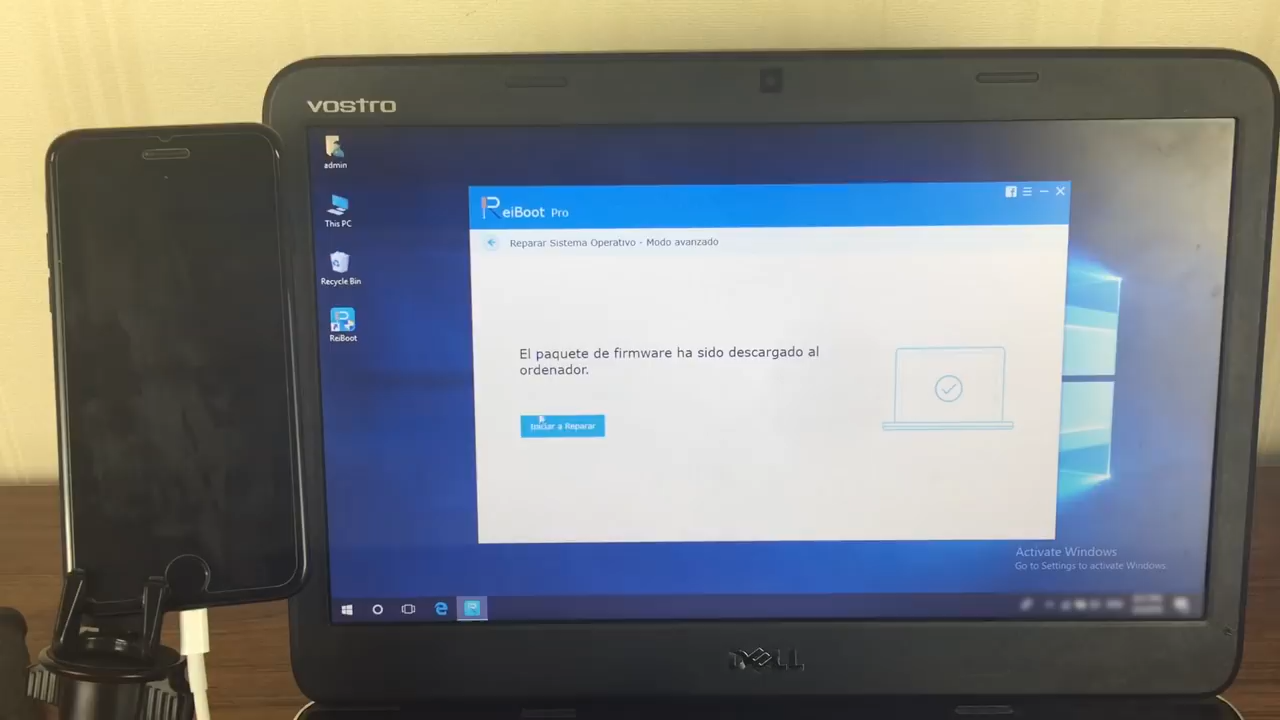 vostro
admin
This PC
Recycle Bin
ReiBoot
ReiBoot Pro
Reparar Sistema Operativo - Modo avanzado
El paquete de firmware ha sido descargado al
ordenador.
Iniciar a Reparar
Activate Windows
Go to Settings to activate Windows.
DELL